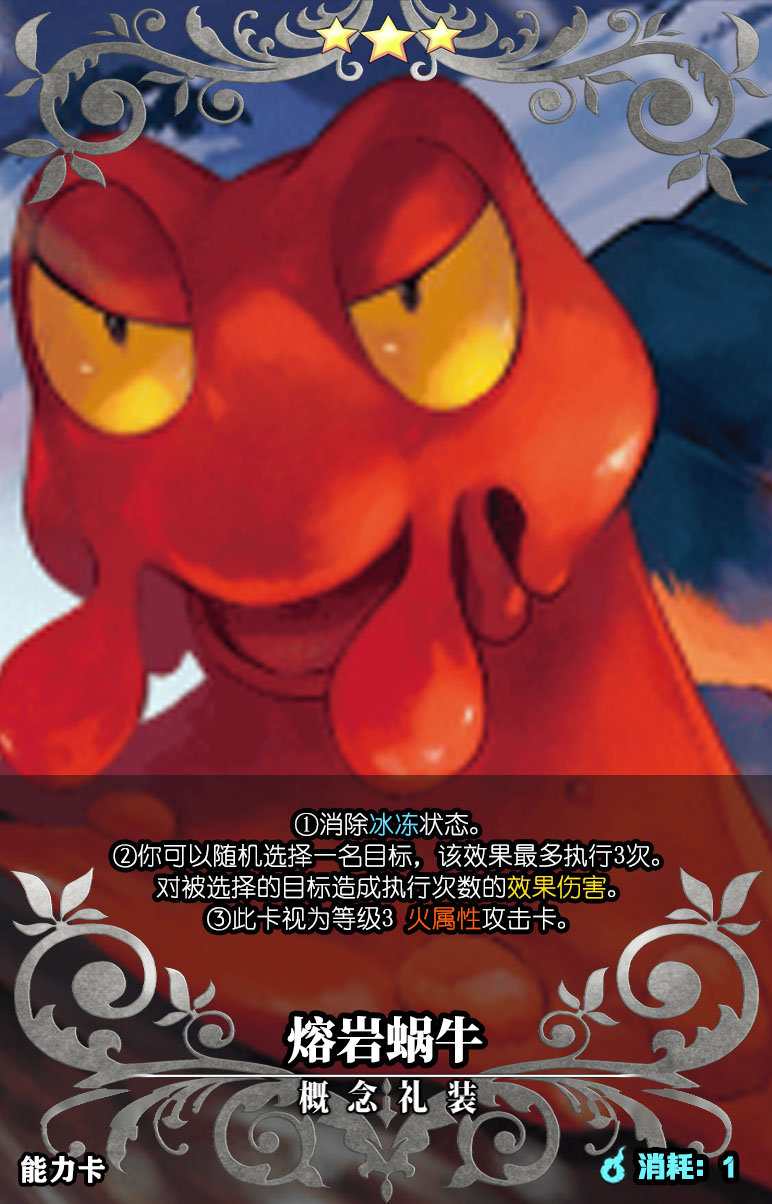 ①消除冰冻状态。
②你可以随机选择一名目标，该效果最多执行3次。
对被选择的目标造成执行次数的效果伤害。
③此卡视为等级3 火属性攻击卡。
熔岩蜗牛
概念礼装
能力卡
消耗：1